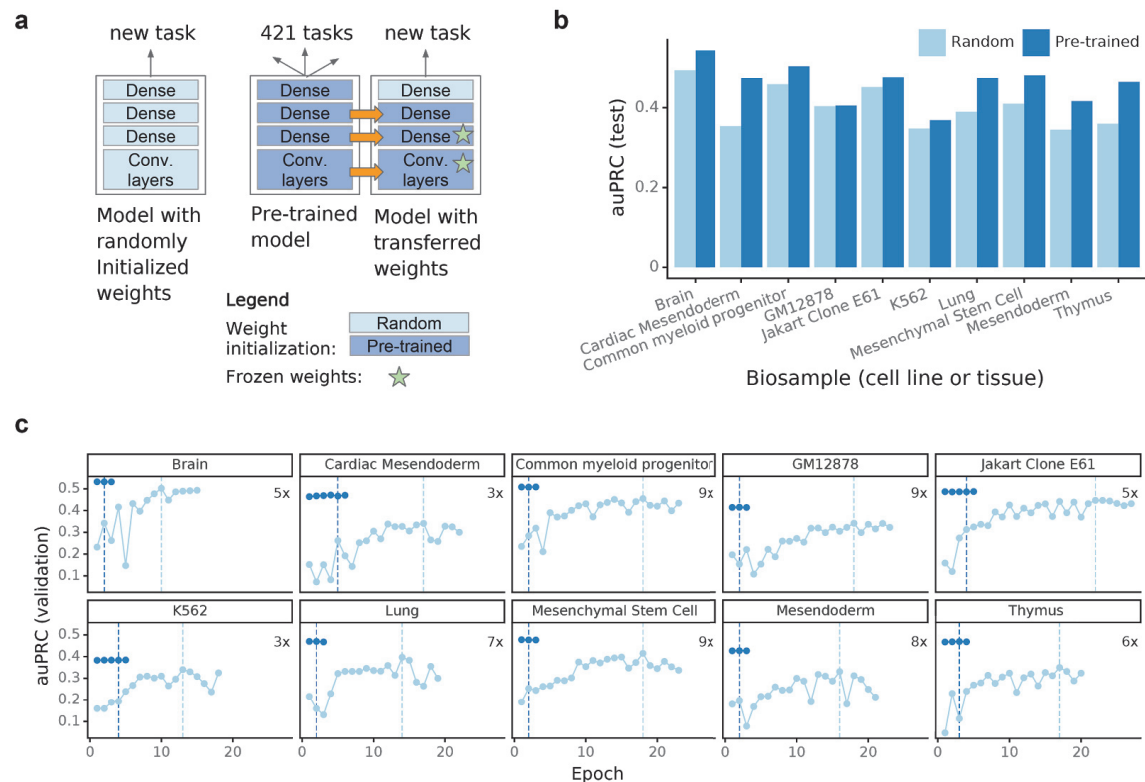 a
new task
421 tasks
new task
Dense
Dense
Dense
Conv.
layers
Dense
Dense
Dense
Conv.
layers
Dense
Dense
Dense
Conv.
layers
Model with
randomly
Initialized
weights
Pre-trained
model
Model with
transferred
weights
Legend
Weight
initialization:
Random
Pre-trained
Frozen weights:
b
Random
Pre-trained
auPRC (test)
0.4
0.2
0
Brain
Cardiac Mesendoderm
Common myeloid progenitor
GM12878
Jakart Clone E61
K562
Lung
Mesenchymal Stem Cell
Mesendoderm
Thymus
Biosample (cell line or tissue)
c
auPRC (validation)
Brain
Cardiac Mesendoderm
Common myeloid progenitor
GM12878
Jakart Clone E61
0.5
0.4
0.3
0.2
0.1
5x
3x
9x
9x
5x
K562
Lung
Mesenchymal Stem Cell
Mesendoderm
Thymus
0.5
0.4
0.3
0.2
0.1
3x
7x
9x
8x
6x
0 10 20
0 10 20
0 10 20
0 10 20
0 10 20
Epoch